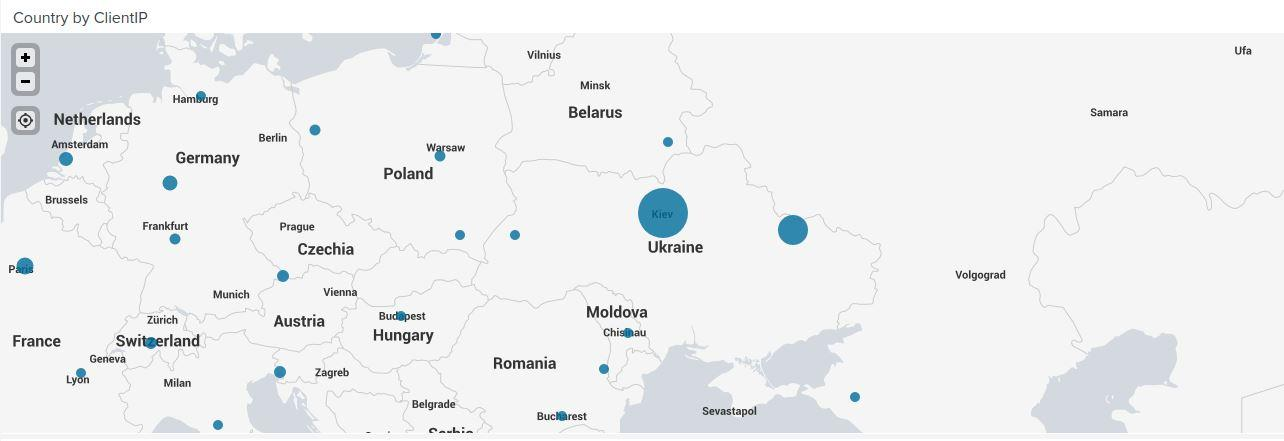 Country by ClientIP
+
−
Ufa
Vilnius
Minsk
Hamburg
Belarus
Samara
Netherlands
Berlin
Amsterdam
Warsaw
Germany
Poland
Brussels
Kiev
Frankfurt
Prague
Ukraine
Czechia
Paris
Volgograd
Munich
Vienna
Moldova
Budapest
Zürich
Austria
Chisinau
Hungary
France
Switzerland
Geneva
Romania
Zagreb
Lyon
Milan
Belgrade
Sevastapol
Bucharest
Serbia